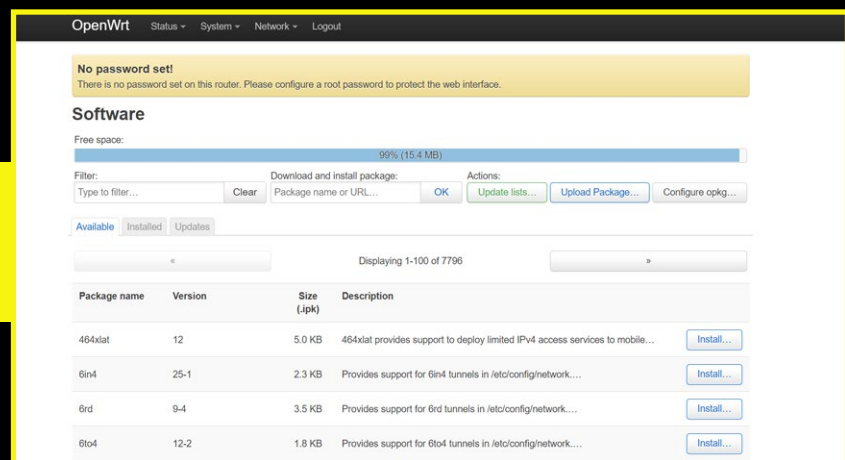 OpenWrt Status System Network Logout
No password set!
There is no password set on this router. Please configure a root password to protect the web interface.
Software
Free space:
99% (15.4 MB)
Filter: Download and install package: Actions:
Type to filter… Clear Package name or URL… OK Update lists… Upload Package… Configure opkg…
Available Installed Updates
« Displaying 1-100 of 7796 »
Package name Version Size (.ipk) Description
464xlat 12 5.0 KB 464xlat provides support to deploy limited IPv4 access services to mobile… Install…
6in4 25-1 2.3 KB Provides support for 6in4 tunnels in /etc/config/network.… Install…
6rd 9-4 3.5 KB Provides support for 6rd tunnels in /etc/config/network.… Install…
6to4 12-2 1.8 KB Provides support for 6to4 tunnels in /etc/config/network.… Install…